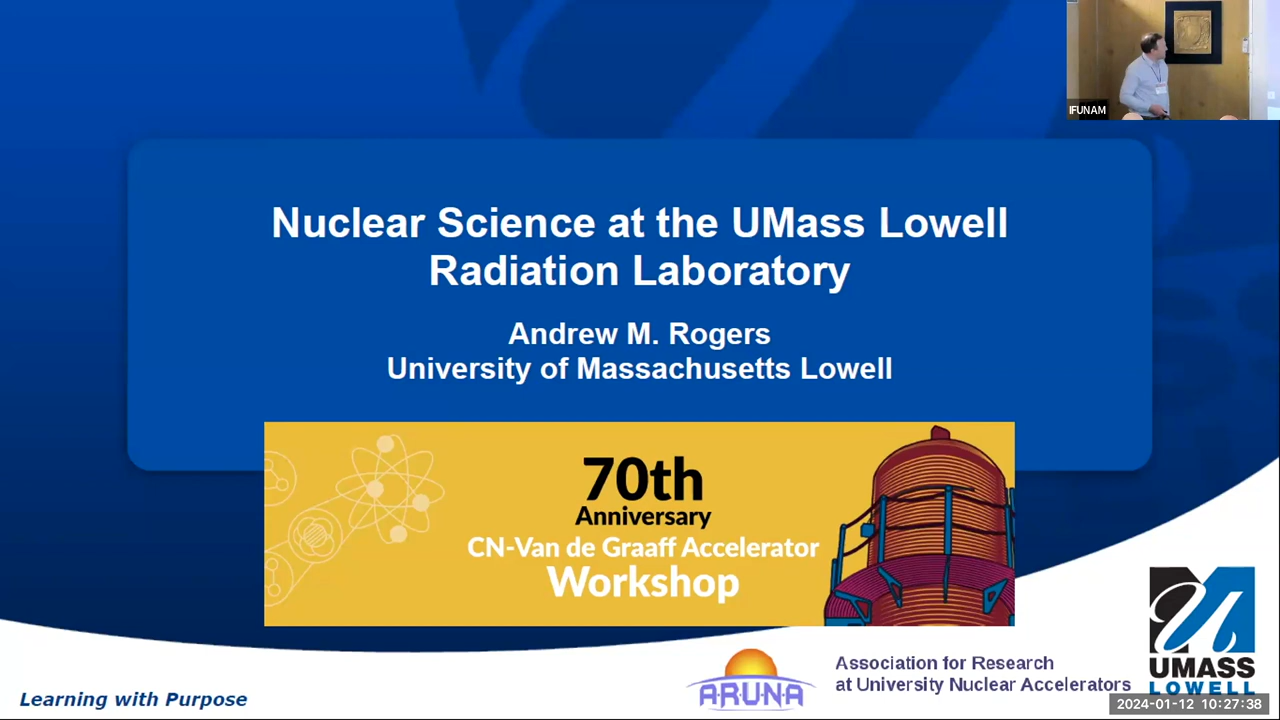 IFUNAM
Nuclear Science at the UMass Lowell
Radiation Laboratory
Andrew M. Rogers
University of Massachusetts Lowell
70th
Anniversary
CN-Van de Graaff Accelerator
Workshop
Learning with Purpose
ARUNA
Association for Research
at University Nuclear Accelerators
UMASS
LOWELL
2024-01-12 10:27:38